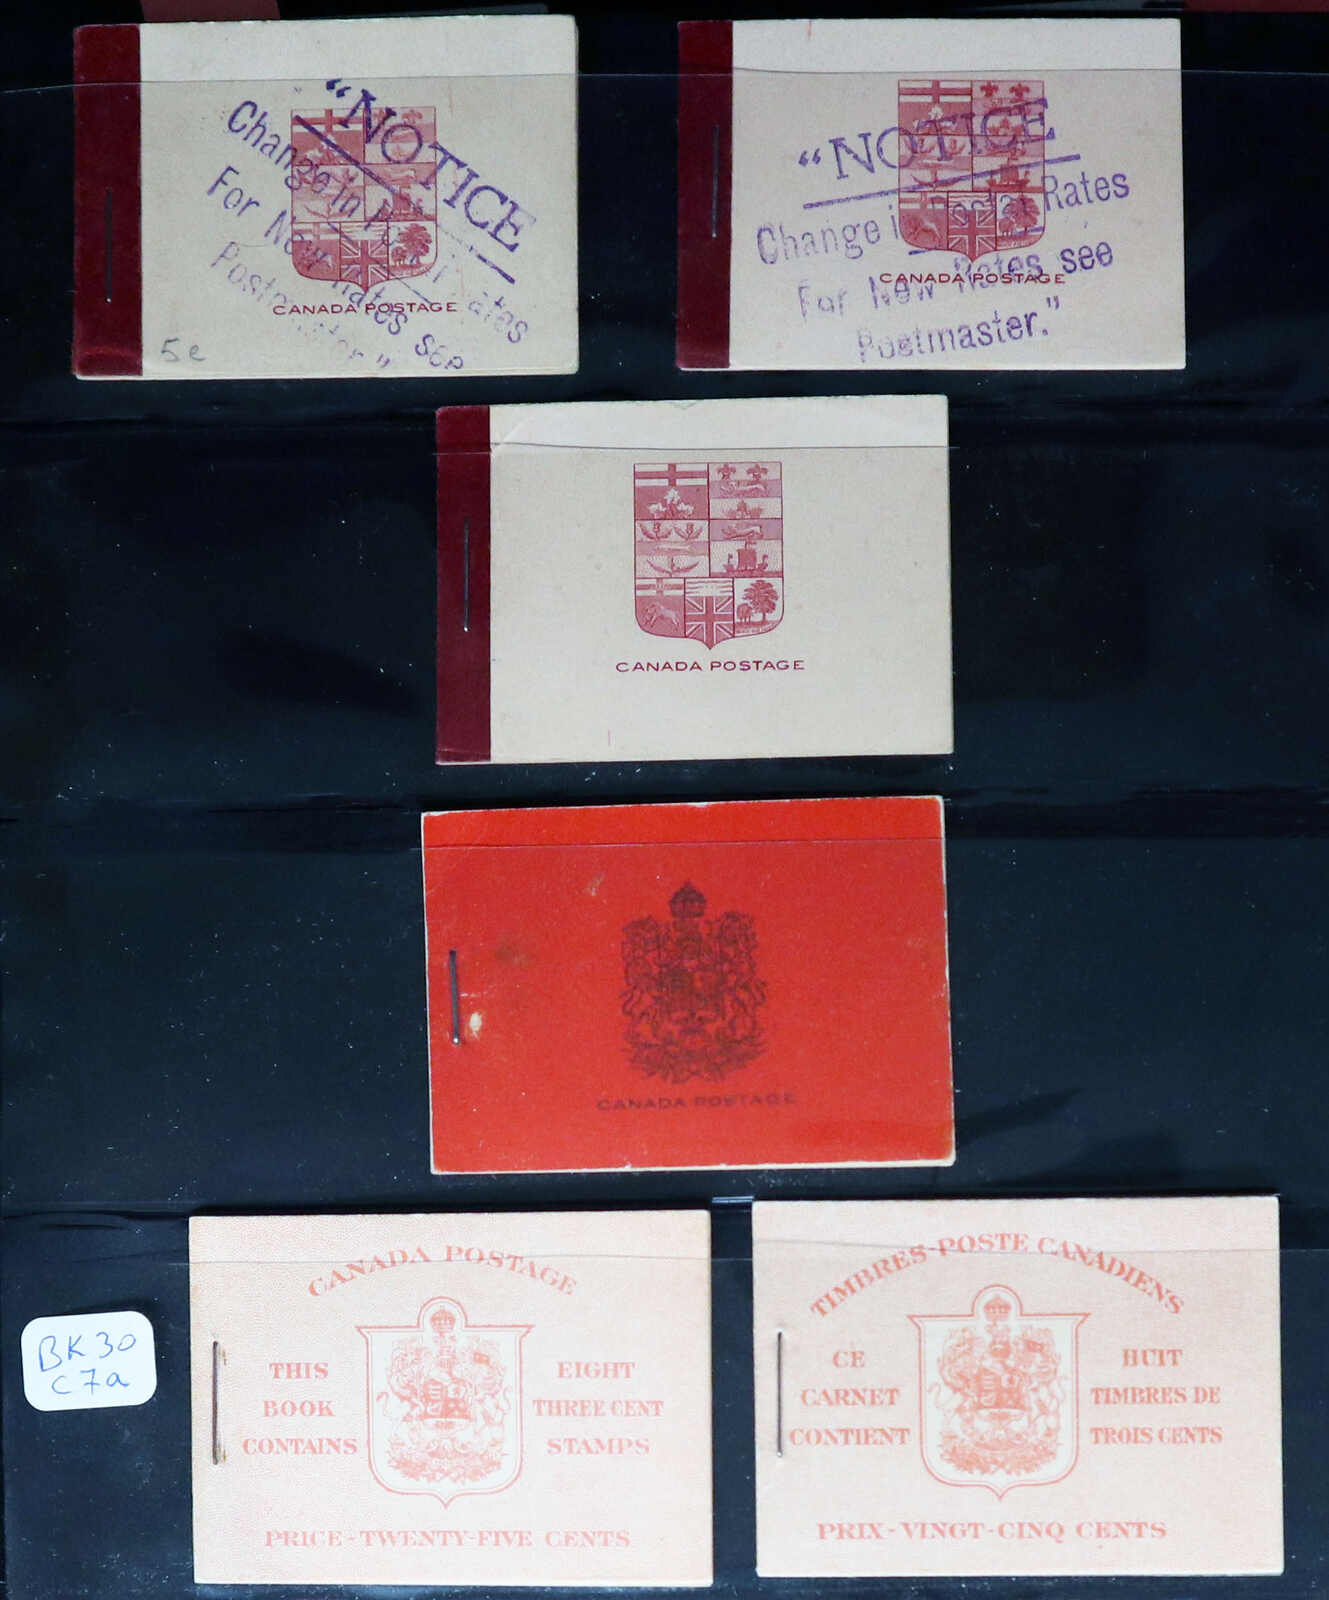 "NOTICE
Change in Postal Rates
For New Rates see
Postmaster."
CANADA POSTAGE
5e
"NOTICE
Change in Postal Rates
For New Rates see
Postmaster."
CANADA POSTAGE
CANADA POSTAGE
CANADA POSTAGE
CANADA POSTAGE
THIS
BOOK
CONTAINS
EIGHT
THREE CENT
STAMPS
PRICE-TWENTY-FIVE CENTS
TIMBRES-POSTE CANADIENS
CE
CARNET
CONTIENT
HUIT
TIMBRES DE
TROIS CENTS
PRIX-VINGT-CINQ CENTS
BK30
C7a